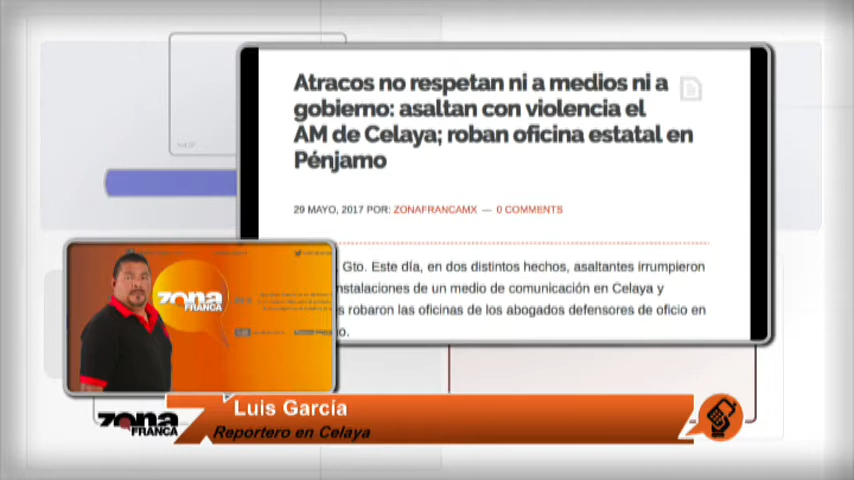 Atracos no respetan ni a medios ni a
gobierno: asaltan con violencia el
AM de Celaya; roban oficina estatal en
Pénjamo
29 MAYO, 2017 POR: ZONAFRANCAMX — 0 COMMENTS
Gto. Este día, en dos distintos hechos, asaltantes irrumpieron
nstalaciones de un medio de comunicación en Celaya y
s robaron las oficinas de los abogados defensores de oficio en
o.
zona
FRANCA
Luis García
Reportero en Celaya
zona
FRANCA